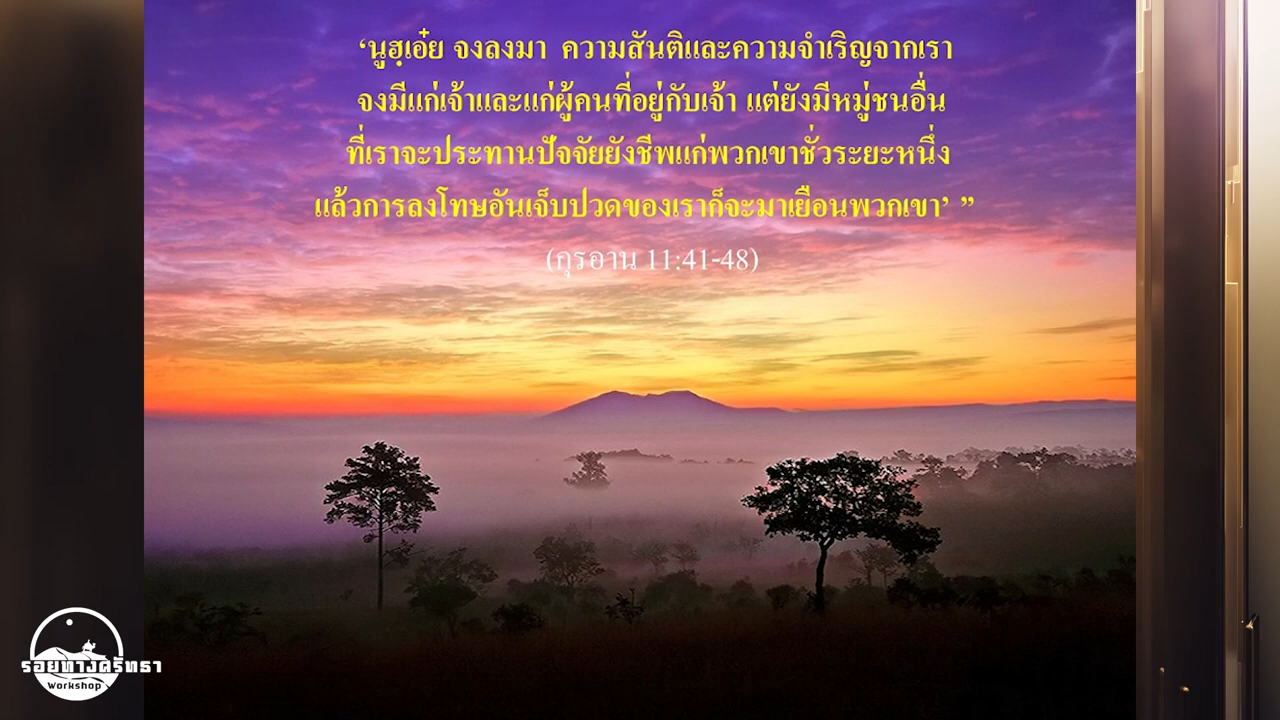 ‘นูฮฺเอ๋ย จงลงมา ความสันติและความจำเริญจากเรา
จงมีแก่เจ้าและแก่ผู้คนที่อยู่กับเจ้า แต่ยังมีหมู่ชนอื่น
ที่เราจะประทานปัจจัยยังชีพแก่พวกเขาชั่วระยะหนึ่ง
แล้วการลงโทษอันเจ็บปวดของเราก็จะมาเยือนพวกเขา’ ”
(กุรอาน 11:41-48)
รอยทางศรัทธา
Workshop